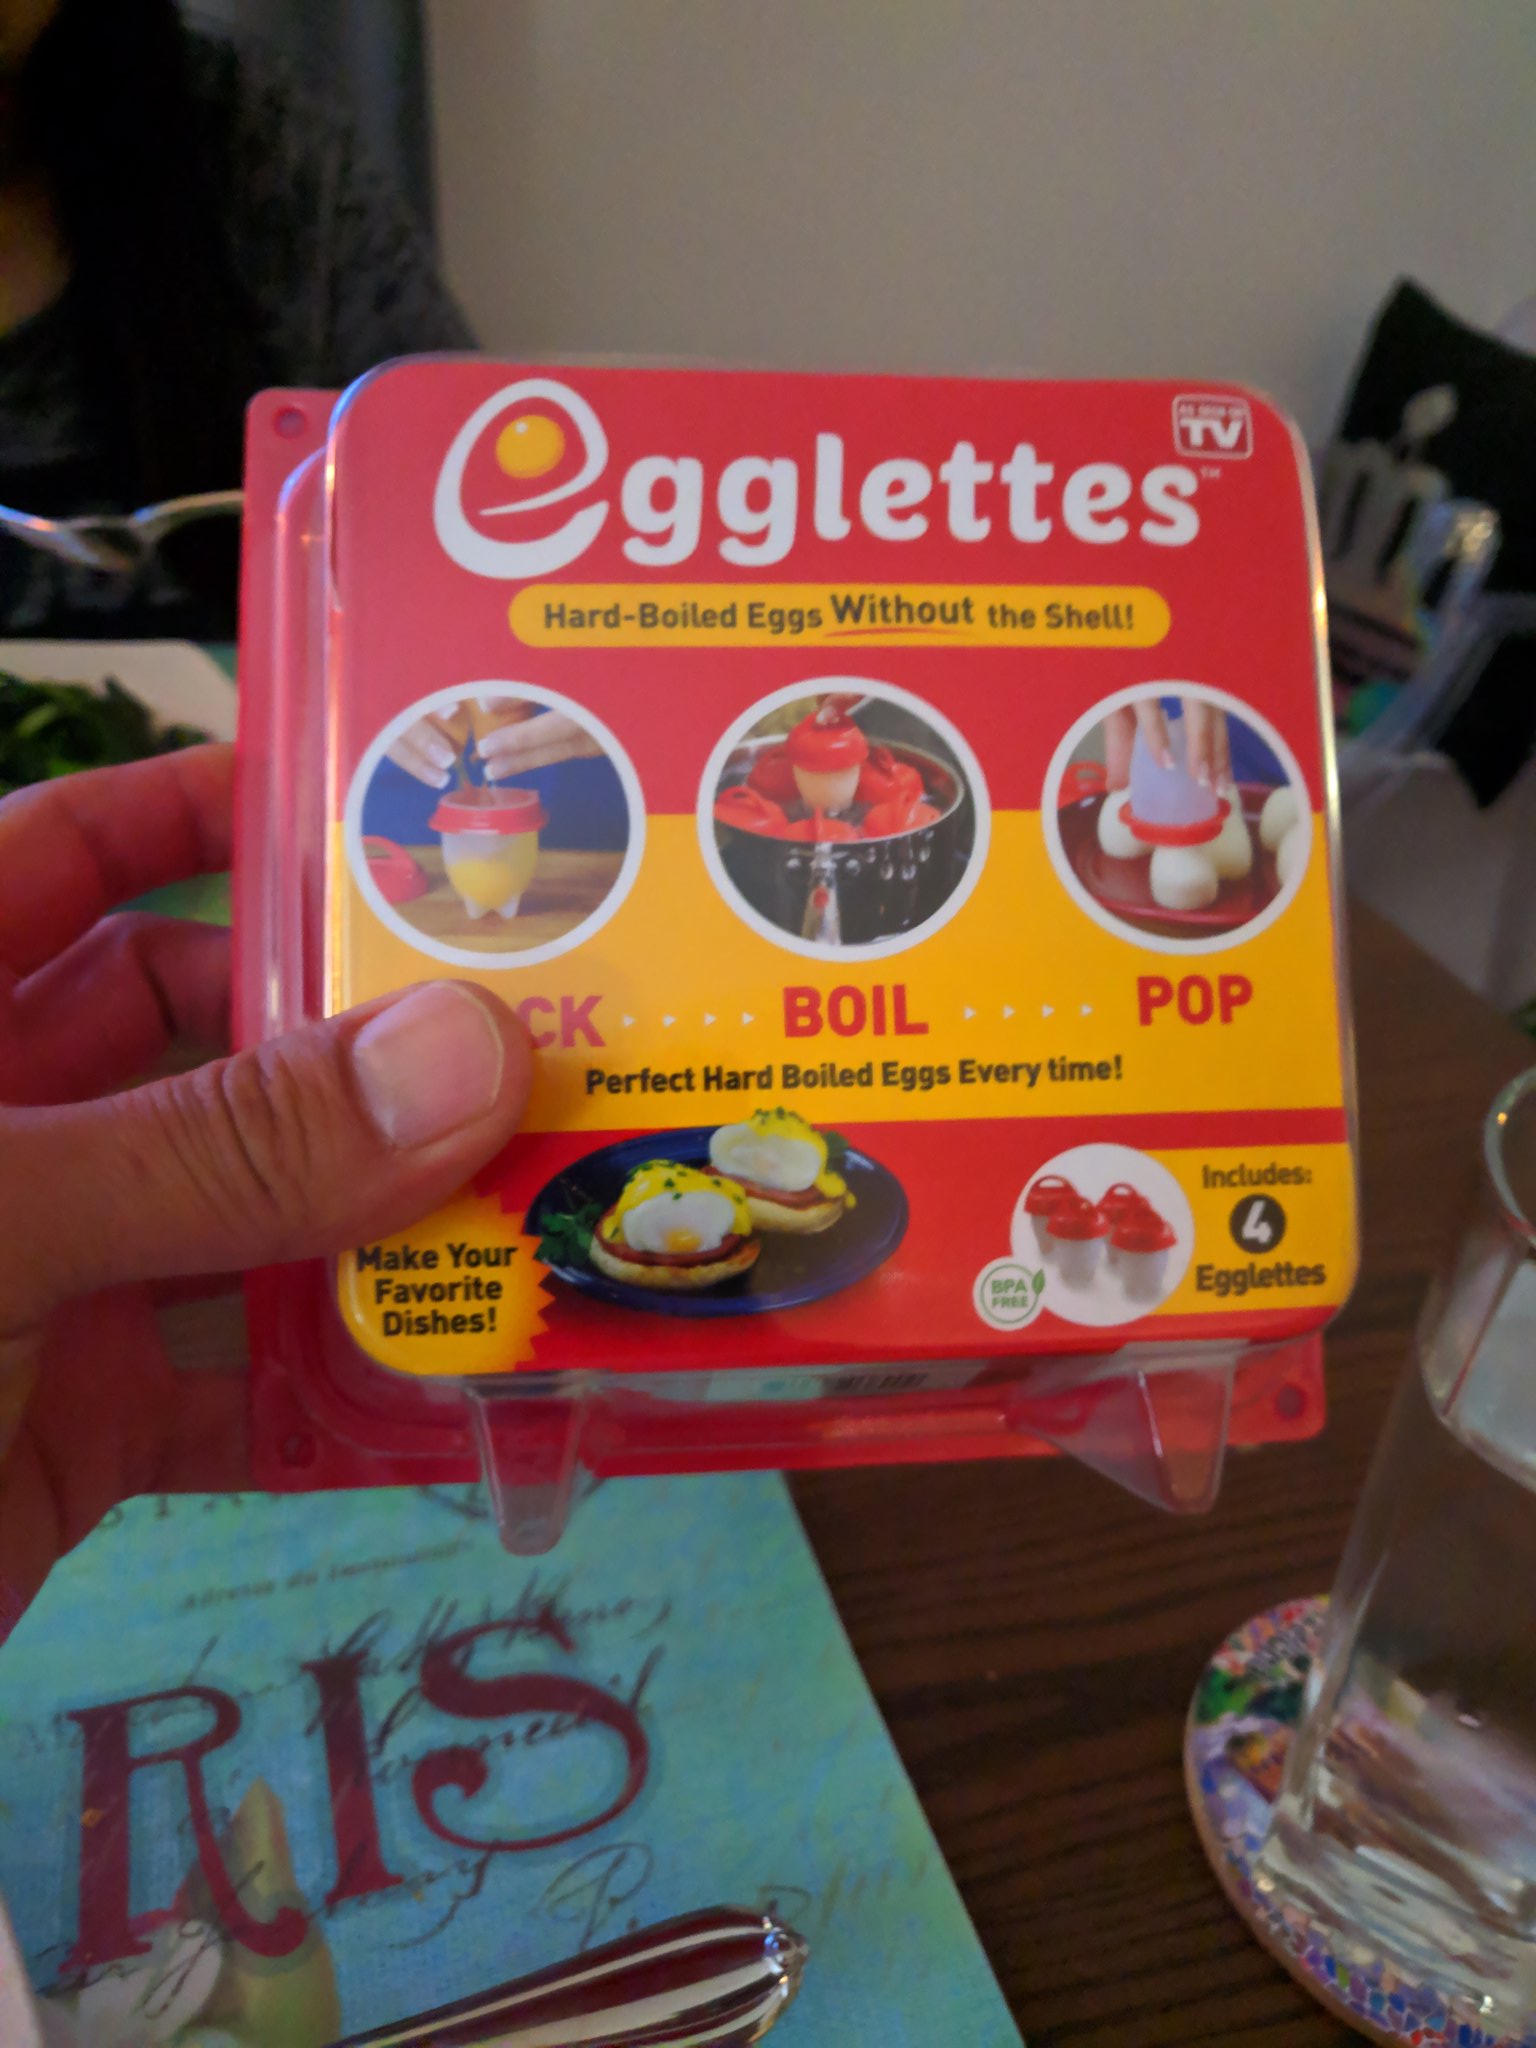 egglettes™
AS SEEN ON
TV
Hard-Boiled Eggs Without the Shell!
CK BOIL POP
Perfect Hard Boiled Eggs Every time!
Make Your
Favorite
Dishes!
BPA
FREE
Includes:
4
Egglettes
RIS